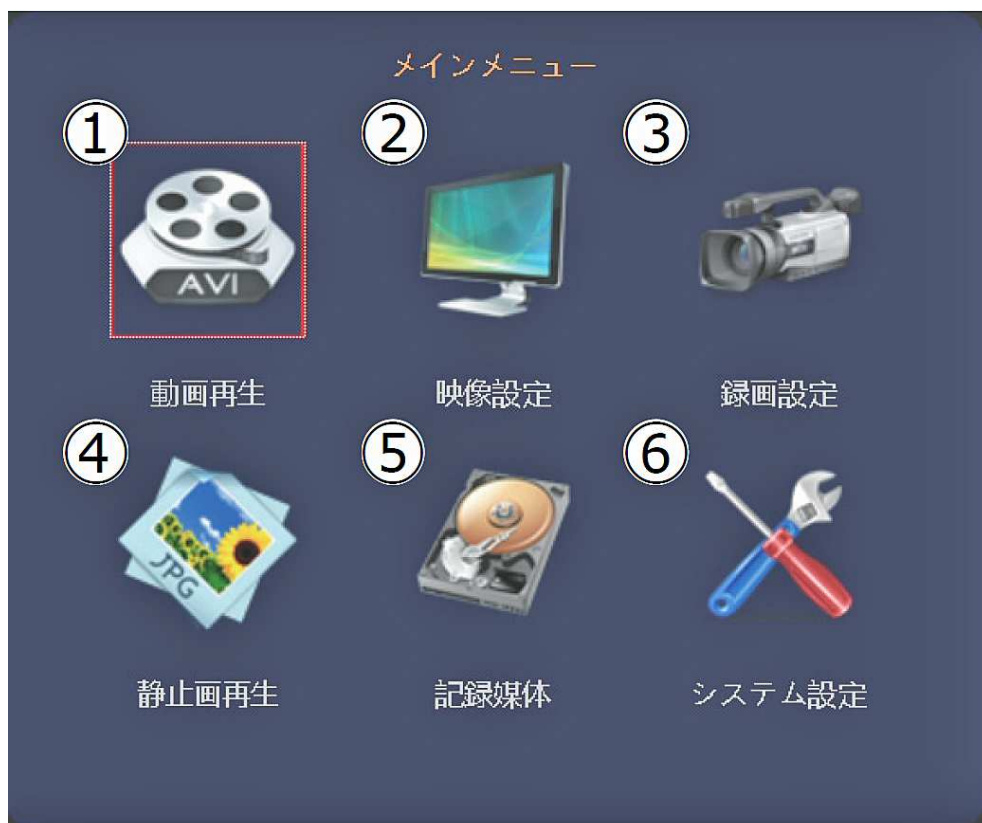 メインメニュー
① ② ③
AVI
動画再生 映像設定 録画設定
④ ⑤ ⑥
JPG
静止画再生 記録媒体 システム設定